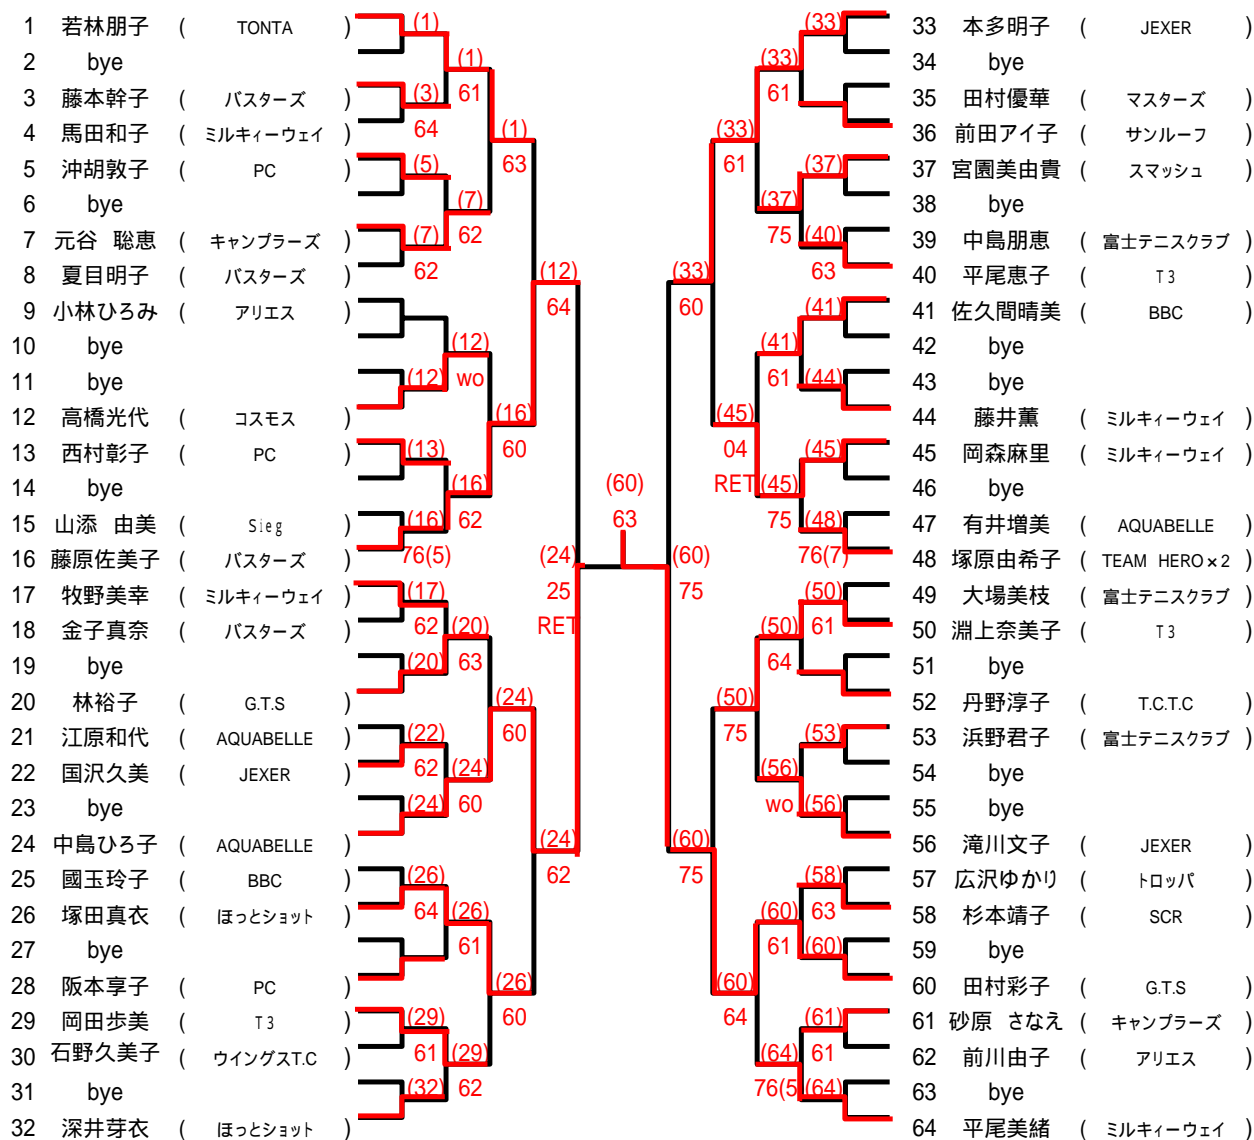 1 若林朋子 ( TONTA )
2 bye
3 藤本幹子 ( バスターズ )
4 馬田和子 ( ミルキィーウェイ )
5 沖胡敦子 ( PC )
6 bye
7 元谷 聡恵 ( キャンプラーズ )
8 夏目明子 ( バスターズ )
9 小林ひろみ ( アリエス )
10 bye
11 bye
12 高橋光代 ( コスモス )
13 西村彰子 ( PC )
14 bye
15 山添 由美 ( Sieg )
16 藤原佐美子 ( バスターズ )
17 牧野美幸 ( ミルキィーウェイ )
18 金子真奈 ( バスターズ )
19 bye
20 林裕子 ( G.T.S )
21 江原和代 ( AQUABELLE )
22 国沢久美 ( JEXER )
23 bye
24 中島ひろ子 ( AQUABELLE )
25 國玉玲子 ( BBC )
26 塚田真衣 ( ほっとショット )
27 bye
28 阪本享子 ( PC )
29 岡田歩美 ( T3 )
30 石野久美子 ( ウイングスT.C )
31 bye
32 深井芽衣 ( ほっとショット )
(1)
(3)
64
(5)
(7)
62
(12)
(13)
(16)
76(5)
(17)
62
(20)
(22)
62
(24)
(26)
64
(29)
61
(32)
(1)
61
(7)
62
(12)
wo
(16)
62
(20)
63
(24)
60
(26)
61
(29)
62
(1)
63
(16)
60
(24)
60
(26)
60
(12)
64
(24)
62
(24)
25
RET
(60)
63
(60)
75
(33)
60
(60)
75
(33)
61
(45)
04
RET
(50)
75
(60)
64
(33)
61
(37)
75
(41)
61
(45)
75
(50)
64
(56)
wo
(60)
61
(64)
76(5
(33)
(37)
(40)
63
(41)
(44)
(45)
(48)
76(7)
(50)
61
(53)
(56)
(58)
63
(60)
(61)
61
(64)
33 本多明子 ( JEXER )
34 bye
35 田村優華 ( マスターズ )
36 前田アイ子 ( サンルーフ )
37 宮園美由貴 ( スマッシュ )
38 bye
39 中島朋恵 ( 富士テニスクラブ )
40 平尾恵子 ( T3 )
41 佐久間晴美 ( BBC )
42 bye
43 bye
44 藤井薫 ( ミルキィーウェイ )
45 岡森麻里 ( ミルキィーウェイ )
46 bye
47 有井増美 ( AQUABELLE )
48 塚原由希子 ( TEAM HERO×2 )
49 大場美枝 ( 富士テニスクラブ )
50 淵上奈美子 ( T3 )
51 bye
52 丹野淳子 ( T.C.T.C )
53 浜野君子 ( 富士テニスクラブ )
54 bye
55 bye
56 滝川文子 ( JEXER )
57 広沢ゆかり ( トロッパ )
58 杉本靖子 ( SCR )
59 bye
60 田村彩子 ( G.T.S )
61 砂原 さなえ ( キャンプラーズ )
62 前川由子 ( アリエス )
63 bye
64 平尾美緒 ( ミルキィーウェイ )